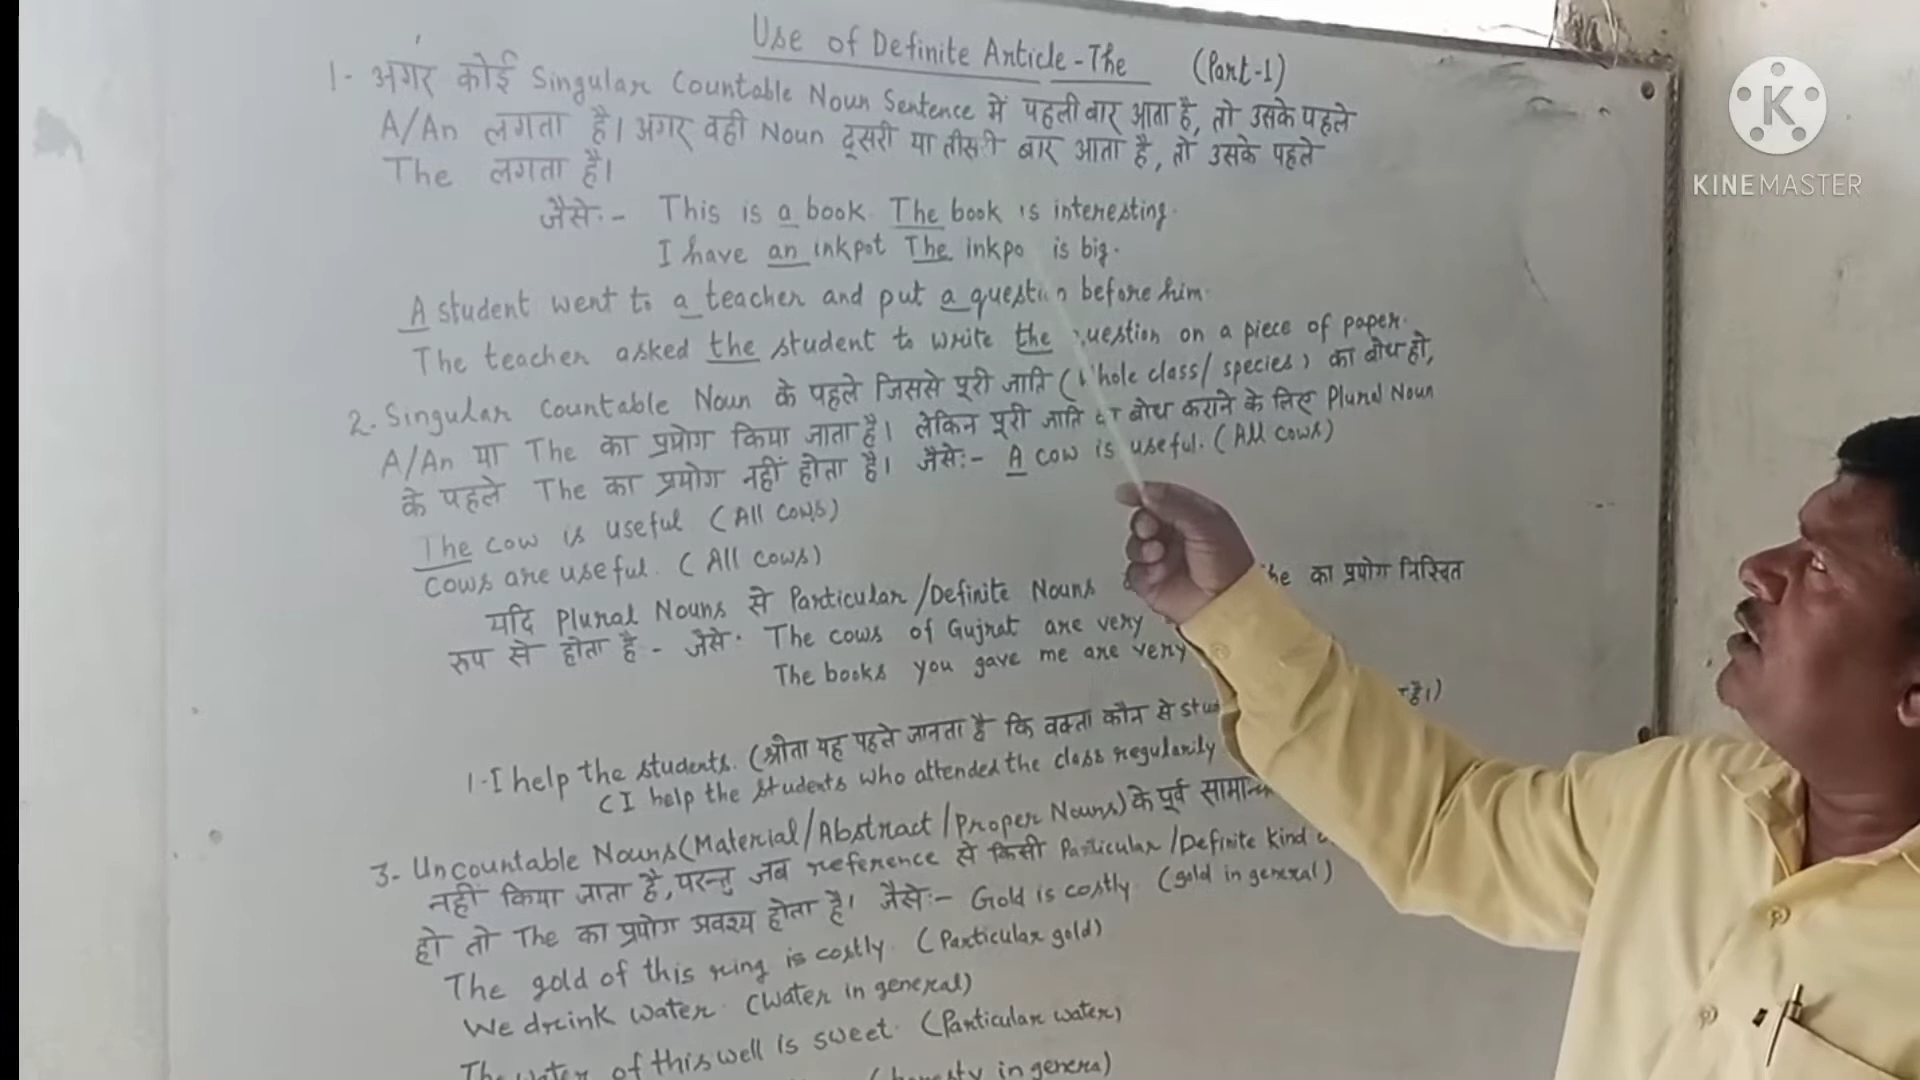 Use of Definite Article - The (Part-1)
1- अगर कोई Singular Countable Noun Sentence में पहली बार आता है, तो उसके पहले
A/An लगता है। अगर वही Noun दूसरी या तीसरी बार आता है, तो उसके पहले
The लगता है।
जैसे:- This is a book. The book is interesting.
I have an inkpot The inkpo is big.
A student went to a teacher and put a question before him.
The teacher asked the student to write the question on a piece of paper.
2. Singular Countable Noun के पहले जिससे पूरी जाति (Whole class/species) का बोध हो,
A/An या The का प्रयोग किया जाता है। लेकिन पूरी जाति का बोध कराने के लिए Plural Noun
के पहले The का प्रयोग नहीं होता है। जैसे:- A cow is useful. (All cows)
The cow is useful (All cows)
Cows are useful. (All cows)
यदि Plural Nouns से Particular/Definite Nouns का प्रयोग निश्चित
रूप से होता है - जैसे. The cows of Gujrat are very
The books you gave me are very
1- I help the students. (श्रोता यह पहले जानता है कि वक्ता कौन से है।)
(I help the students who attended the class regularily
3- Uncountable Nouns (Material/Abstract/Proper Nouns) के पूर्व
नहीं किया जाता है, परन्तु जब reference से किसी Particular/Definite Kind
हो तो The का प्रयोग अवश्य होता है। जैसे:- Gold is costly. (gold in general)
The gold of this ring is costly. (Particular gold)
We drink water. (Water in general)
The water of this well is sweet. (Particular water)
in genera)
KINEMASTER